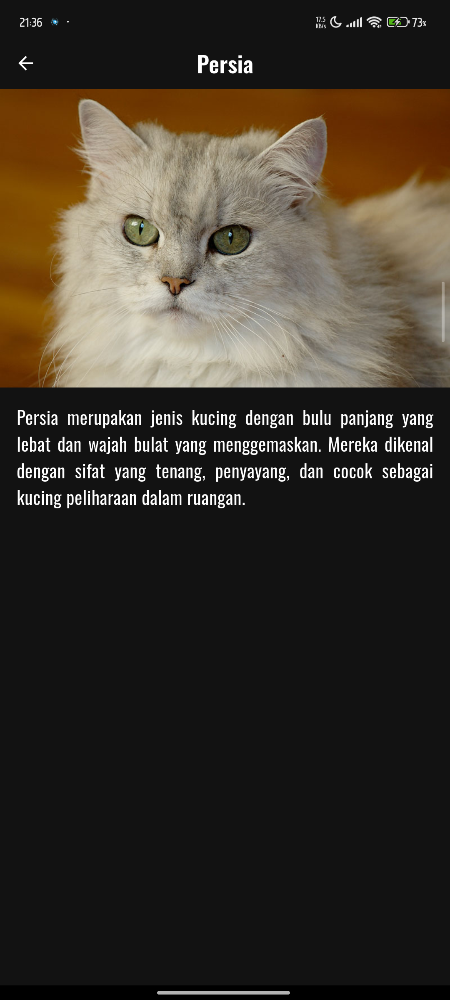 21:36
17.5
KB/s
73%
Persia
Persia merupakan jenis kucing dengan bulu panjang yang
lebat dan wajah bulat yang menggemaskan. Mereka dikenal
dengan sifat yang tenang, penyayang, dan cocok sebagai
kucing peliharaan dalam ruangan.